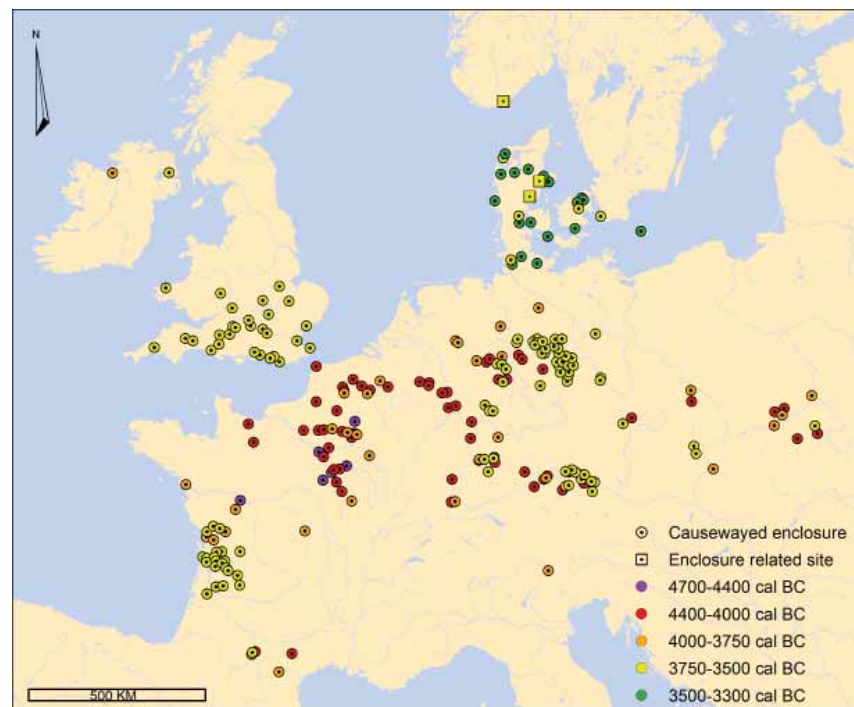 N
Causewayed enclosure
Enclosure related site
4700-4400 cal BC
4400-4000 cal BC
4000-3750 cal BC
3750-3500 cal BC
3500-3300 cal BC
500 KM